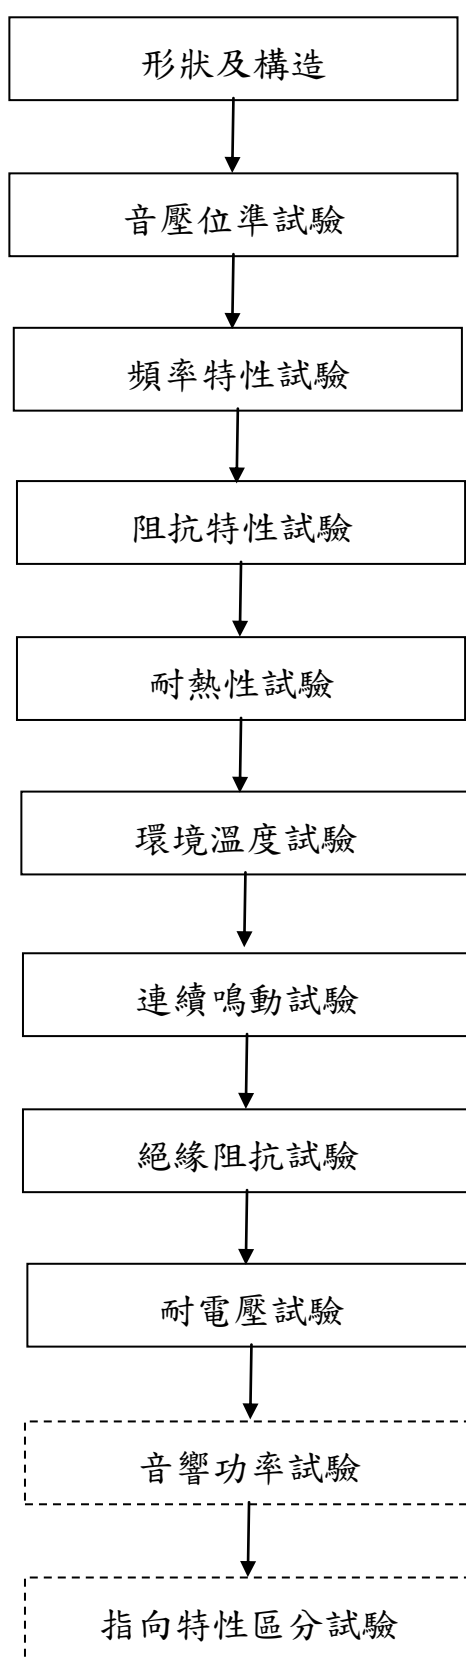 形狀及構造
音壓位準試驗
頻率特性試驗
阻抗特性試驗
耐熱性試驗
環境溫度試驗
連續鳴動試驗
絕緣阻抗試驗
耐電壓試驗
音響功率試驗
指向特性區分試驗